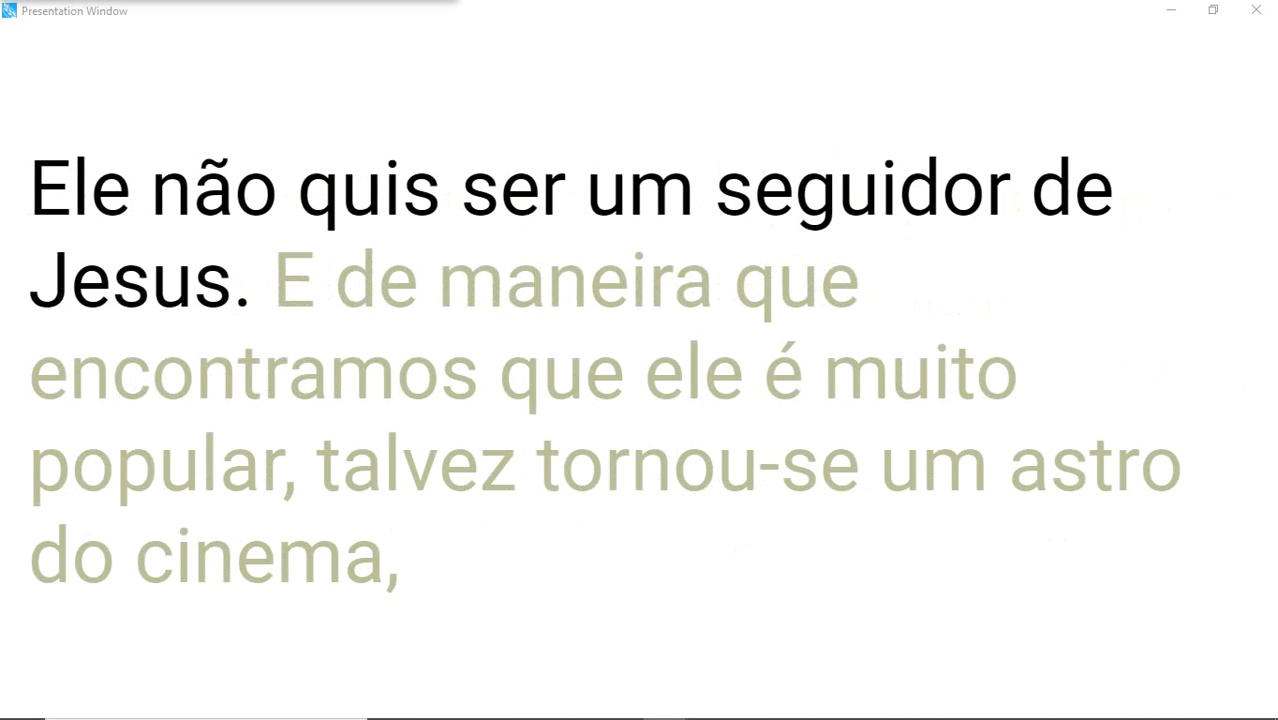 Presentation Window
Ele não quis ser um seguidor de
Jesus. E de maneira que
encontramos que ele é muito
popular, talvez tornou-se um astro
do cinema,